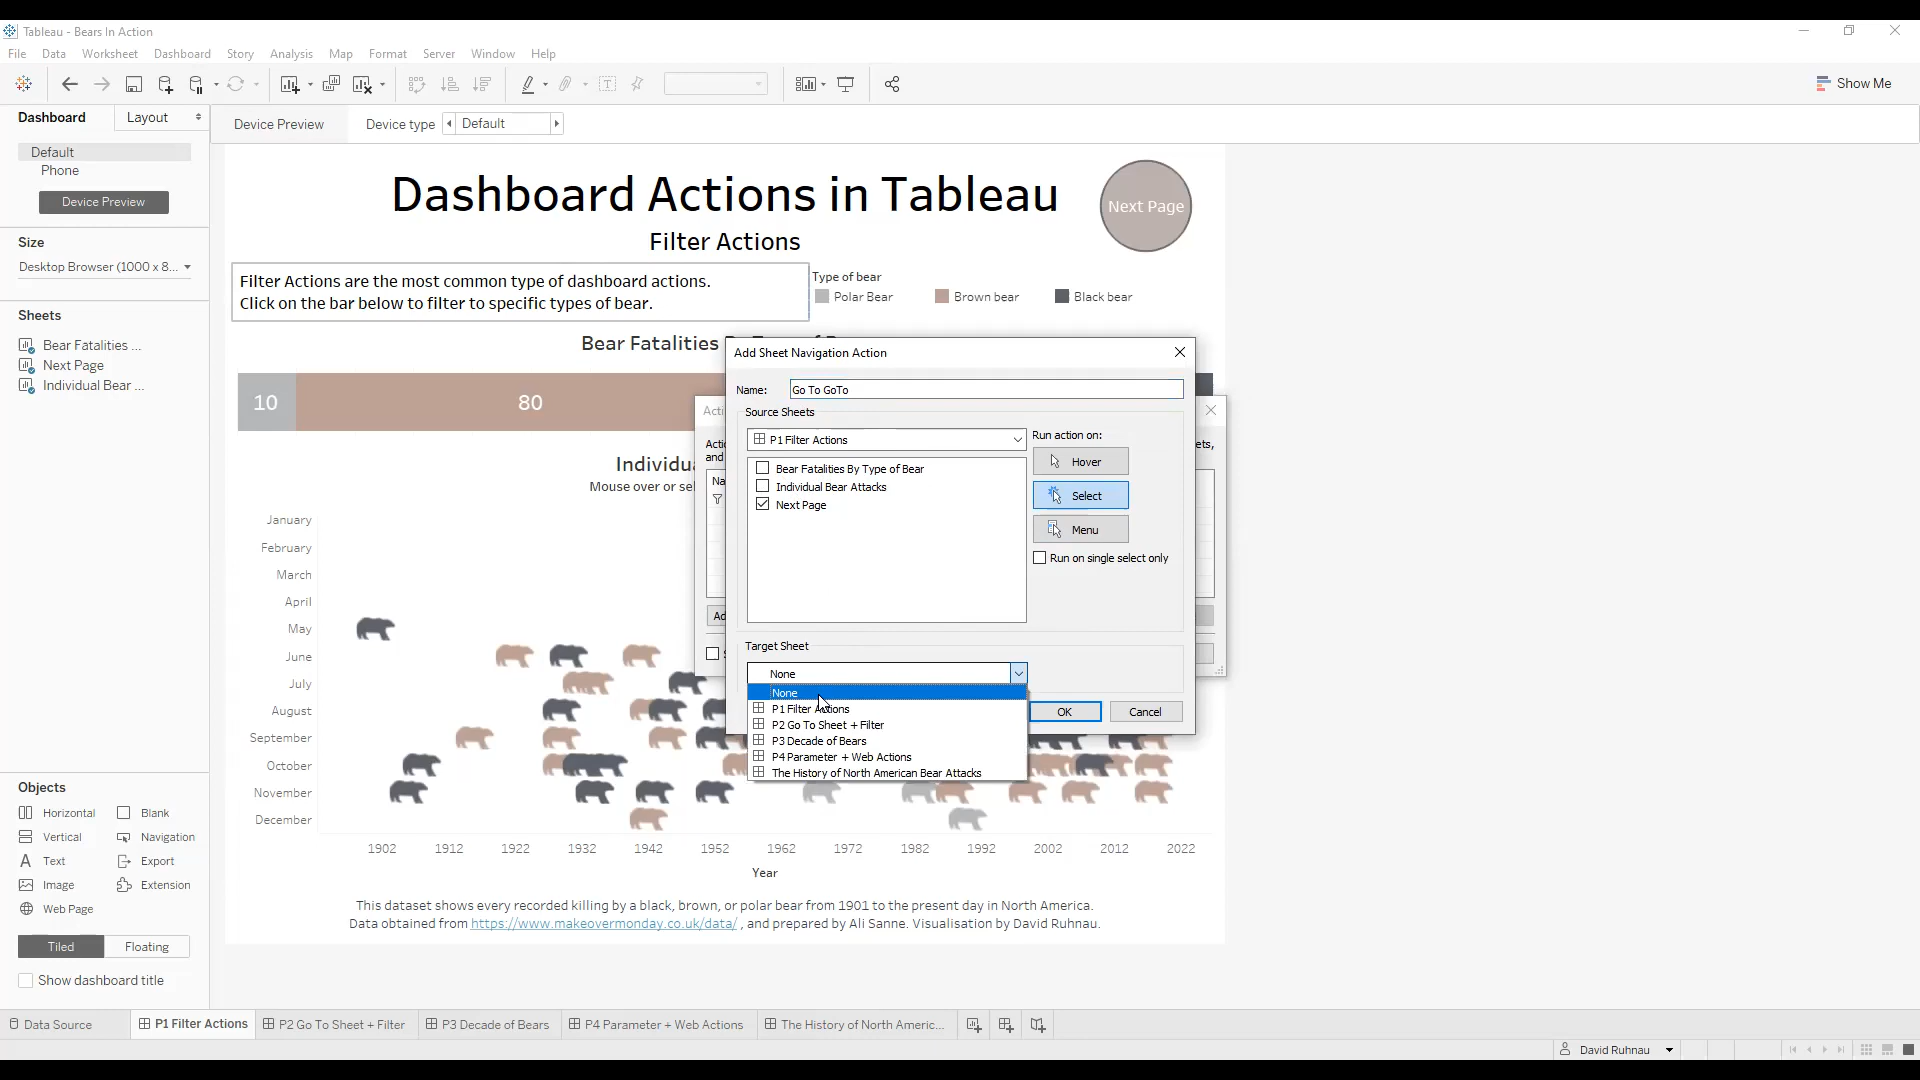 Tableau - Bears In Action
File Data Worksheet Dashboard Story Analysis Map Format Server Window Help
Show Me
Dashboard Layout
Device Preview Device type Default
Default
Phone
Device Preview
Size
Desktop Browser (1000 x 8...
Sheets
Bear Fatalities ...
Next Page
Individual Bear ...
Objects
Horizontal Blank
Vertical Navigation
Text Export
Image Extension
Web Page
Tiled Floating
Show dashboard title
Dashboard Actions in Tableau
Next Page
Filter Actions
Filter Actions are the most common type of dashboard actions.
Click on the bar below to filter to specific types of bear.
Type of bear
Polar Bear Brown bear Black bear
Bear Fatalities
10 80
Individu
Mouse over or sel
January
February
March
April
May
June
July
August
September
October
November
December
1902 1912 1922 1932 1942 1952 1962 1972 1982 1992 2002 2012 2022
Year
This dataset shows every recorded killing by a black, brown, or polar bear from 1901 to the present day in North America.
Data obtained from https://www.makeovermonday.co.uk/data/ , and prepared by Ali Sanne. Visualisation by David Ruhnau.
Acti
Actio ets,
and
Na
Ad
Add Sheet Navigation Action
Name: Go To GoTo
Source Sheets
P1 Filter Actions
Bear Fatalities By Type of Bear
Individual Bear Attacks
Next Page
Run action on:
Hover
Select
Menu
Run on single select only
Target Sheet
None
None
P1 Filter Actions
P2 Go To Sheet + Filter
P3 Decade of Bears
P4 Parameter + Web Actions
The History of North American Bear Attacks
OK Cancel
Data Source P1 Filter Actions P2 Go To Sheet + Filter P3 Decade of Bears P4 Parameter + Web Actions The History of North Americ...
David Ruhnau